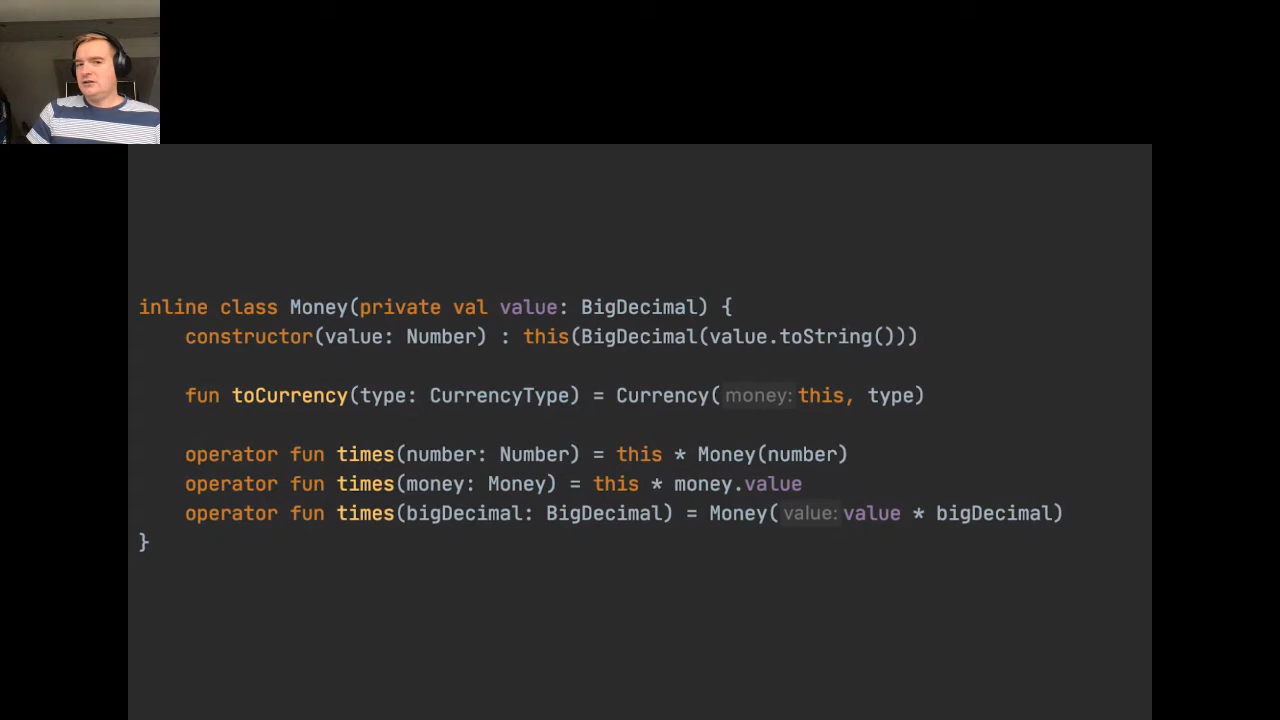 inline class Money(private val value: BigDecimal) {
constructor(value: Number) : this(BigDecimal(value.toString()))
fun toCurrency(type: CurrencyType) = Currency( money: this, type)
operator fun times(number: Number) = this * Money(number)
operator fun times(money: Money) = this * money.value
operator fun times(bigDecimal: BigDecimal) = Money( value: value * bigDecimal)
}